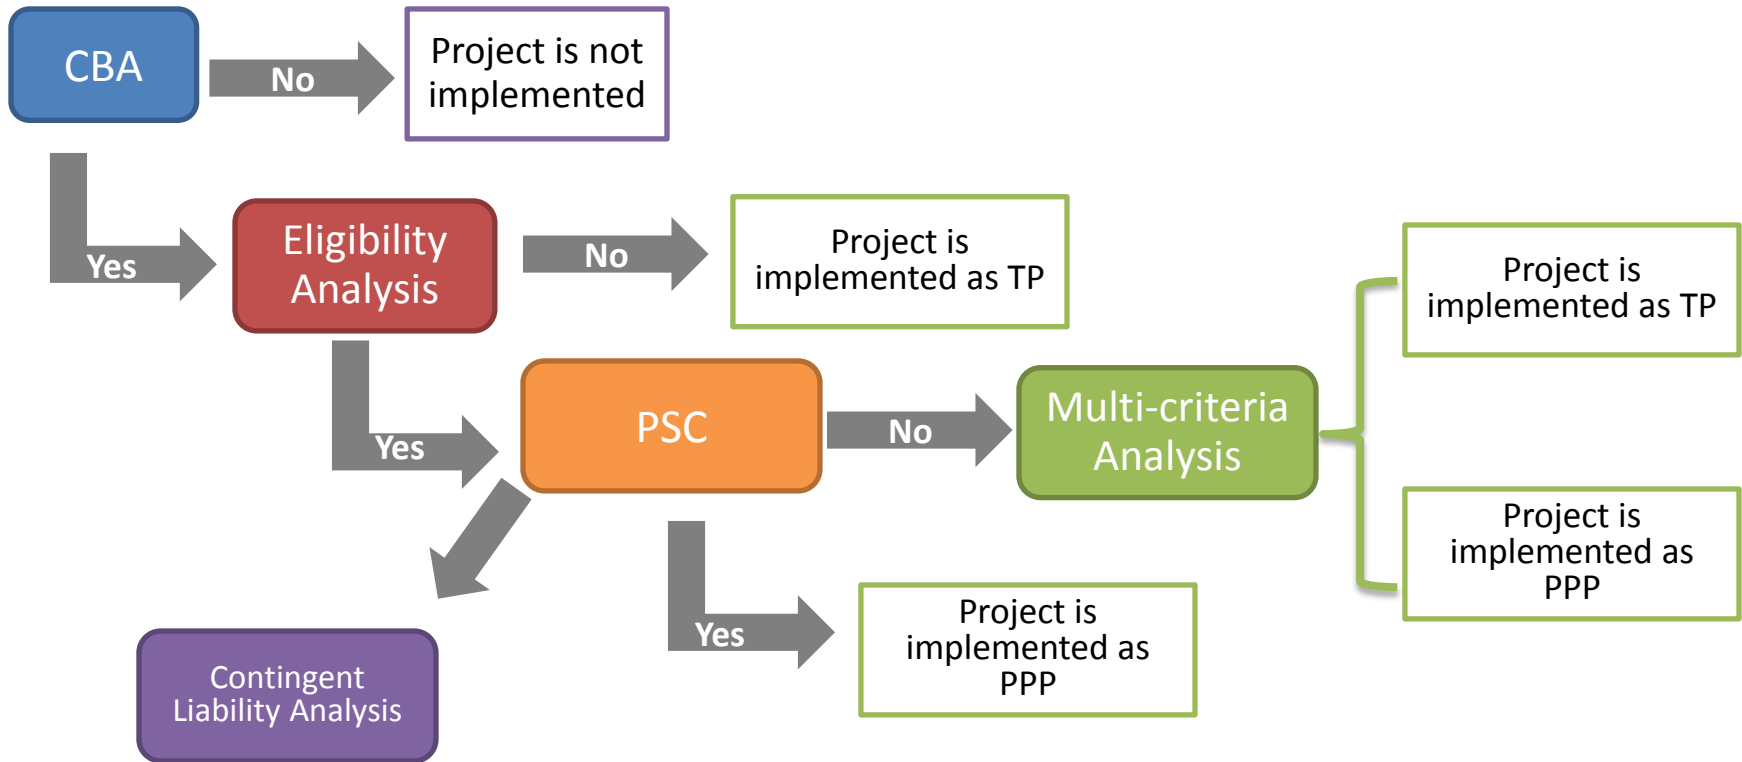 CBA
No
Project is not
implemented
Yes
Eligibility
Analysis
No
Project is
implemented as TP
Project is
implemented as TP
Yes
PSC
No
Multi-criteria
Analysis
Project is
implemented as
PPP
Yes
Project is
implemented as
PPP
Contingent
Liability Analysis